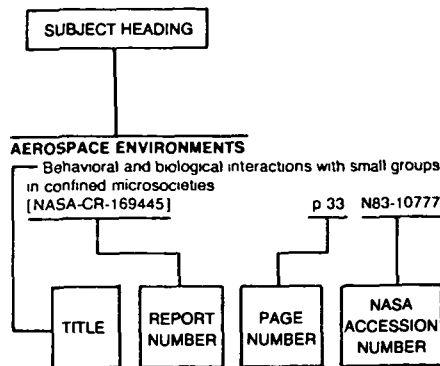 SUBJECT HEADING
AEROSPACE ENVIRONMENTS
Behavioral and biological interactions with small groups
in confined microsocieties
[NASA-CR-169445] p 33 N83-10777
TITLE
REPORT
NUMBER
PAGE
NUMBER
NASA
ACCESSION
NUMBER